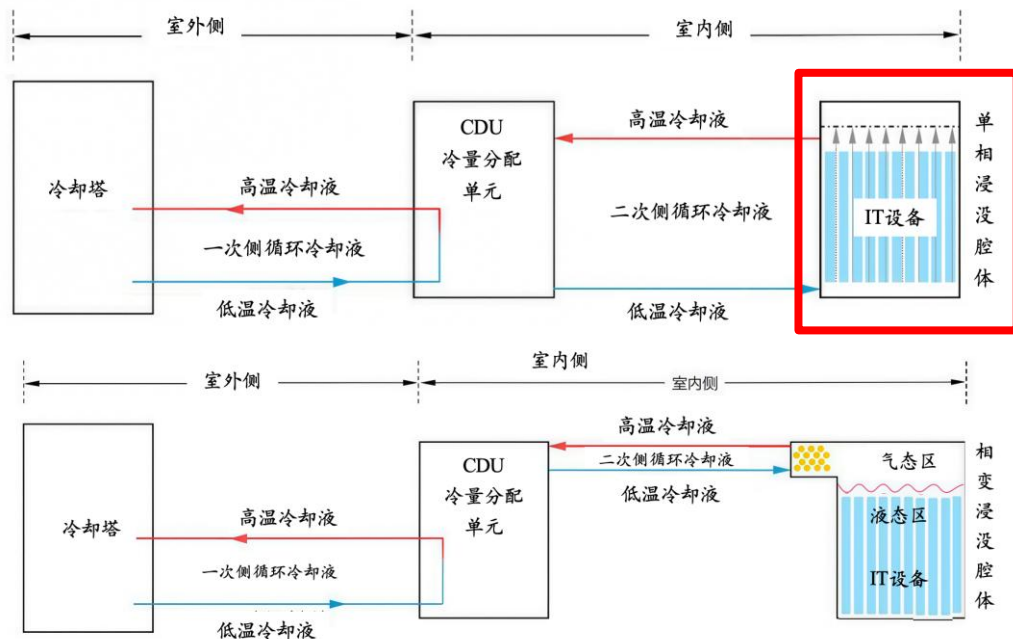 室外侧
室内侧
CDU
冷量分配
单元
高温冷却液
单相浸没腔体
冷却塔
高温冷却液
二次侧循环冷却液
IT设备
一次侧循环冷却液
低温冷却液
低温冷却液
室内侧
室外侧
室内侧
高温冷却液
CDU
冷量分配
单元
二次侧循环冷却液
气态区
相变浸没腔体
低温冷却液
冷却塔
高温冷却液
液态区
一次侧循环冷却液
IT设备
低温冷却液